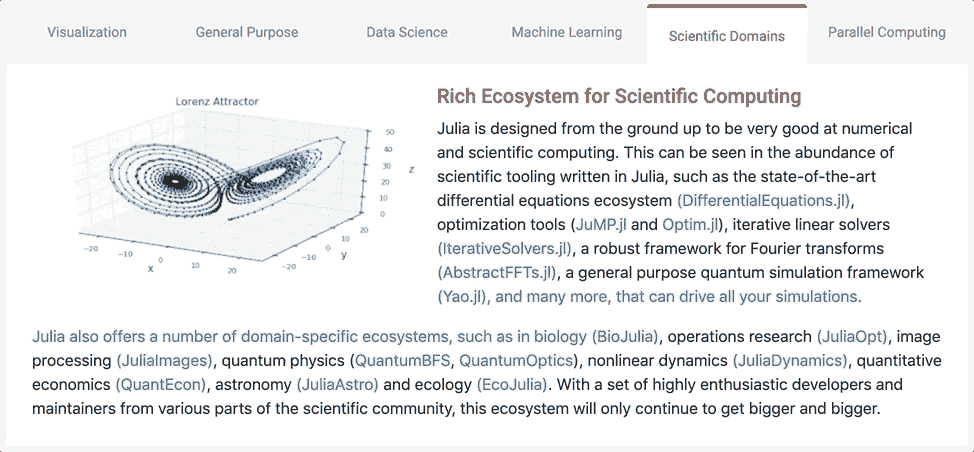 Visualization
General Purpose
Data Science
Machine Learning
Scientific Domains
Parallel Computing
Lorenz Attractor
50
40
30
20
10
0
z
−20
−10
0
10
20
x
−20
−10
0
10
20
y
Rich Ecosystem for Scientific Computing
Julia is designed from the ground up to be very good at numerical
and scientific computing. This can be seen in the abundance of
scientific tooling written in Julia, such as the state-of-the-art
differential equations ecosystem (DifferentialEquations.jl),
optimization tools (JuMP.jl and Optim.jl), iterative linear solvers
(IterativeSolvers.jl), a robust framework for Fourier transforms
(AbstractFFTs.jl), a general purpose quantum simulation framework
(Yao.jl), and many more, that can drive all your simulations.
Julia also offers a number of domain-specific ecosystems, such as in biology (BioJulia), operations research (JuliaOpt), image
processing (JuliaImages), quantum physics (QuantumBFS, QuantumOptics), nonlinear dynamics (JuliaDynamics), quantitative
economics (QuantEcon), astronomy (JuliaAstro) and ecology (EcoJulia). With a set of highly enthusiastic developers and
maintainers from various parts of the scientific community, this ecosystem will only continue to get bigger and bigger.